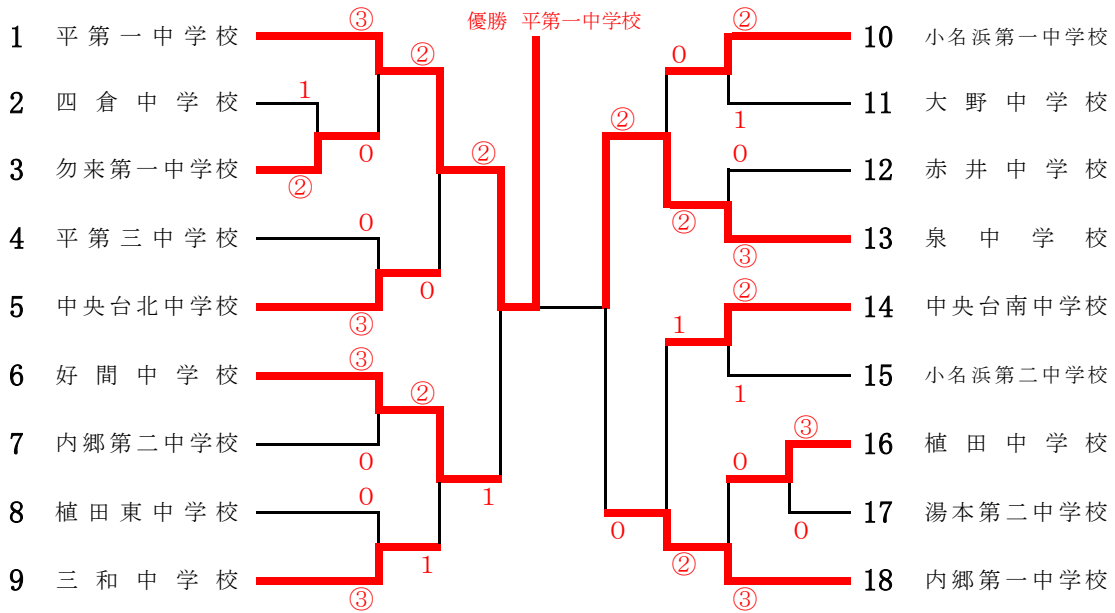 優勝 平第一中学校
1 平第一中学校 ③
②
2 四倉中学校 1
0
3 勿来第一中学校 ②
②
4 平第三中学校 0
0
5 中央台北中学校 ③
6 好間中学校 ③
②
7 内郷第二中学校 0
1
8 植田東中学校 0
1
9 三和中学校 ③
② 10 小名浜第一中学校
0
1 11 大野中学校
②
0 12 赤井中学校
②
③ 13 泉中学校
② 14 中央台南中学校
1
1 15 小名浜第二中学校
③ 16 植田中学校
0
0 17 湯本第二中学校
0
②
③ 18 内郷第一中学校